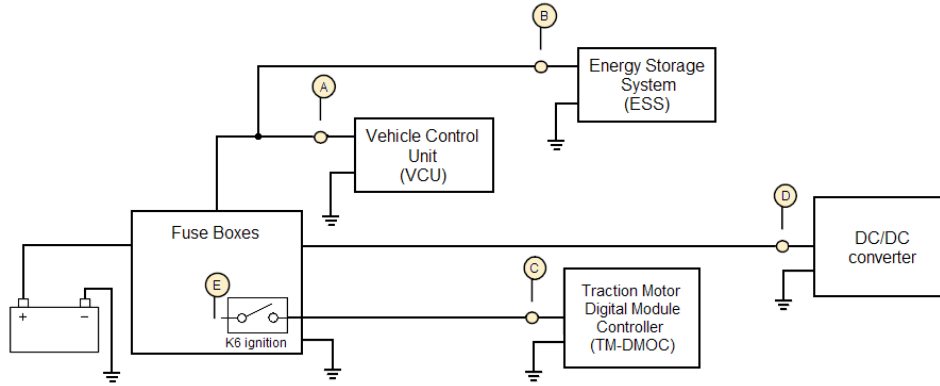 B
Energy Storage
System
(ESS)
A
Vehicle Control
Unit
(VCU)
D
Fuse Boxes
DC/DC
converter
C
E
Traction Motor
Digital Module
Controller
(TM-DMOC)
+ −
K6 ignition